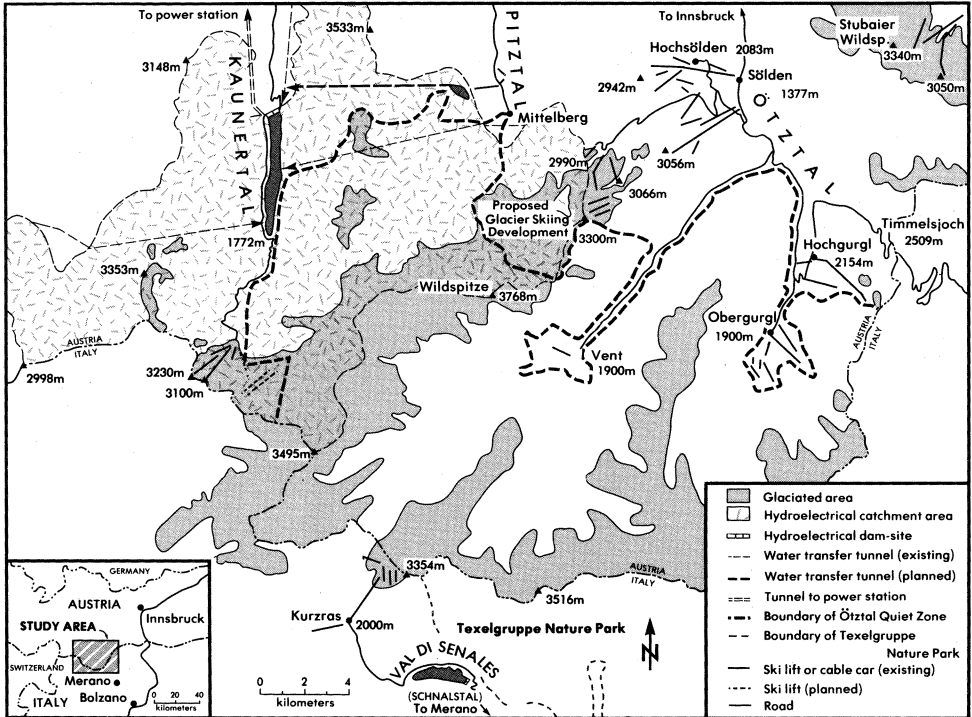 To power station
3533m
PITZTAL
To Innsbruck
Stubaier
Wildsp.
3340m
3148m
KAUNERTAL
Hochsölden
2083m
Sölden
1377m
2942m
3050m
ÖTZTAL
Mittelberg
2990m
3056m
3066m
Proposed
Glacier Skiing
Development
3300m
Timmelsjoch
2509m
1772m
Hochgurgl
2154m
3353m
Wildspitze
3768m
Obergurgl
1900m
AUSTRIA
ITALY
AUSTRIA
ITALY
Vent
1900m
2998m
3230m
3100m
3495m
3354m
AUSTRIA
ITALY
3516m
Kurzras
2000m
Texelgruppe Nature Park
N
VAL DI SENALES
(SCHNALSTAL)
To Merano
0 2 4
kilometers
GERMANY
AUSTRIA
Innsbruck
STUDY AREA
SWITZERLAND
Merano
Bolzano
ITALY
0 20 40
kilometers
Glaciated area
Hydroelectrical catchment area
Hydroelectrical dam-site
Water transfer tunnel (existing)
Water transfer tunnel (planned)
Tunnel to power station
Boundary of Ötztal Quiet Zone
Boundary of Texelgruppe
Nature Park
Ski lift or cable car (existing)
Ski lift (planned)
Road